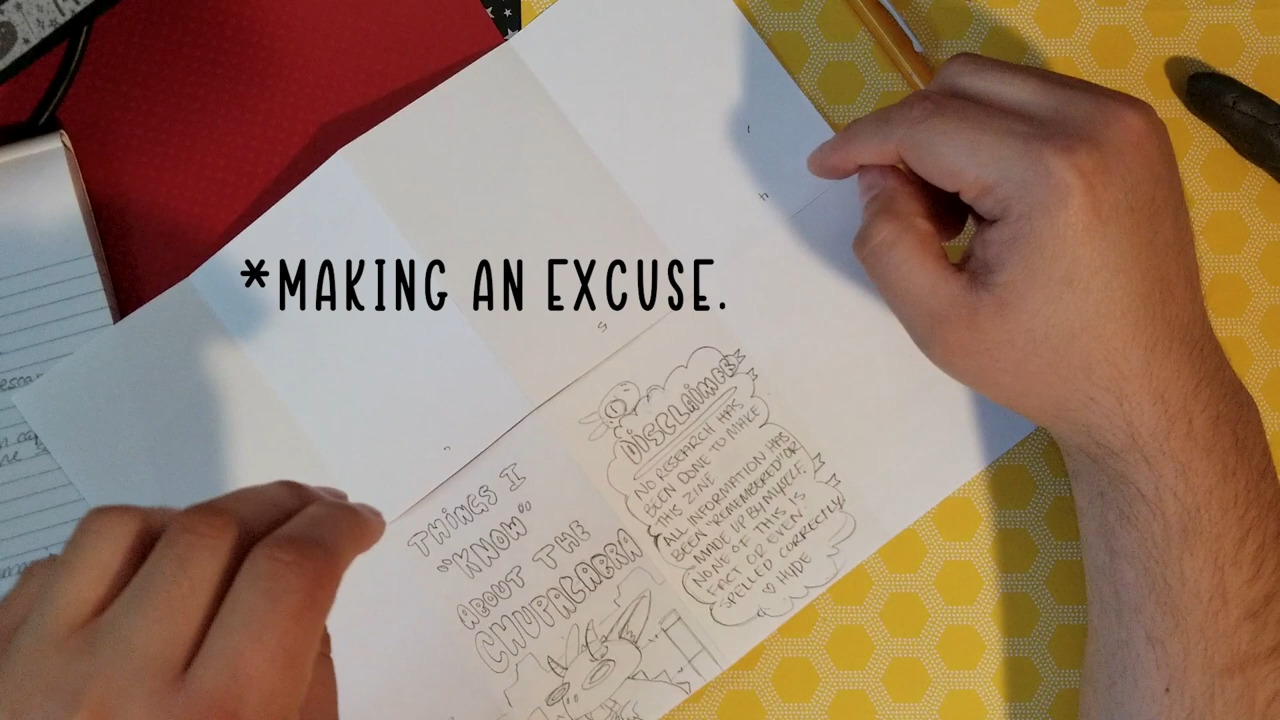 *MAKING AN EXCUSE.
THINGS I
"KNOW"
ABOUT THE
CHUPACABRA
DISCLAIMER
NO RESEARCH HAS
BEEN DONE TO MAKE
THIS ZINE
ALL INFORMATION HAS
BEEN "REMEMBERED" OR
MADE UP BY MYSELF.
NONE OF THIS IS
FACT OR EVEN
SPELLED CORRECTLY!
♡ HYDE
5
4